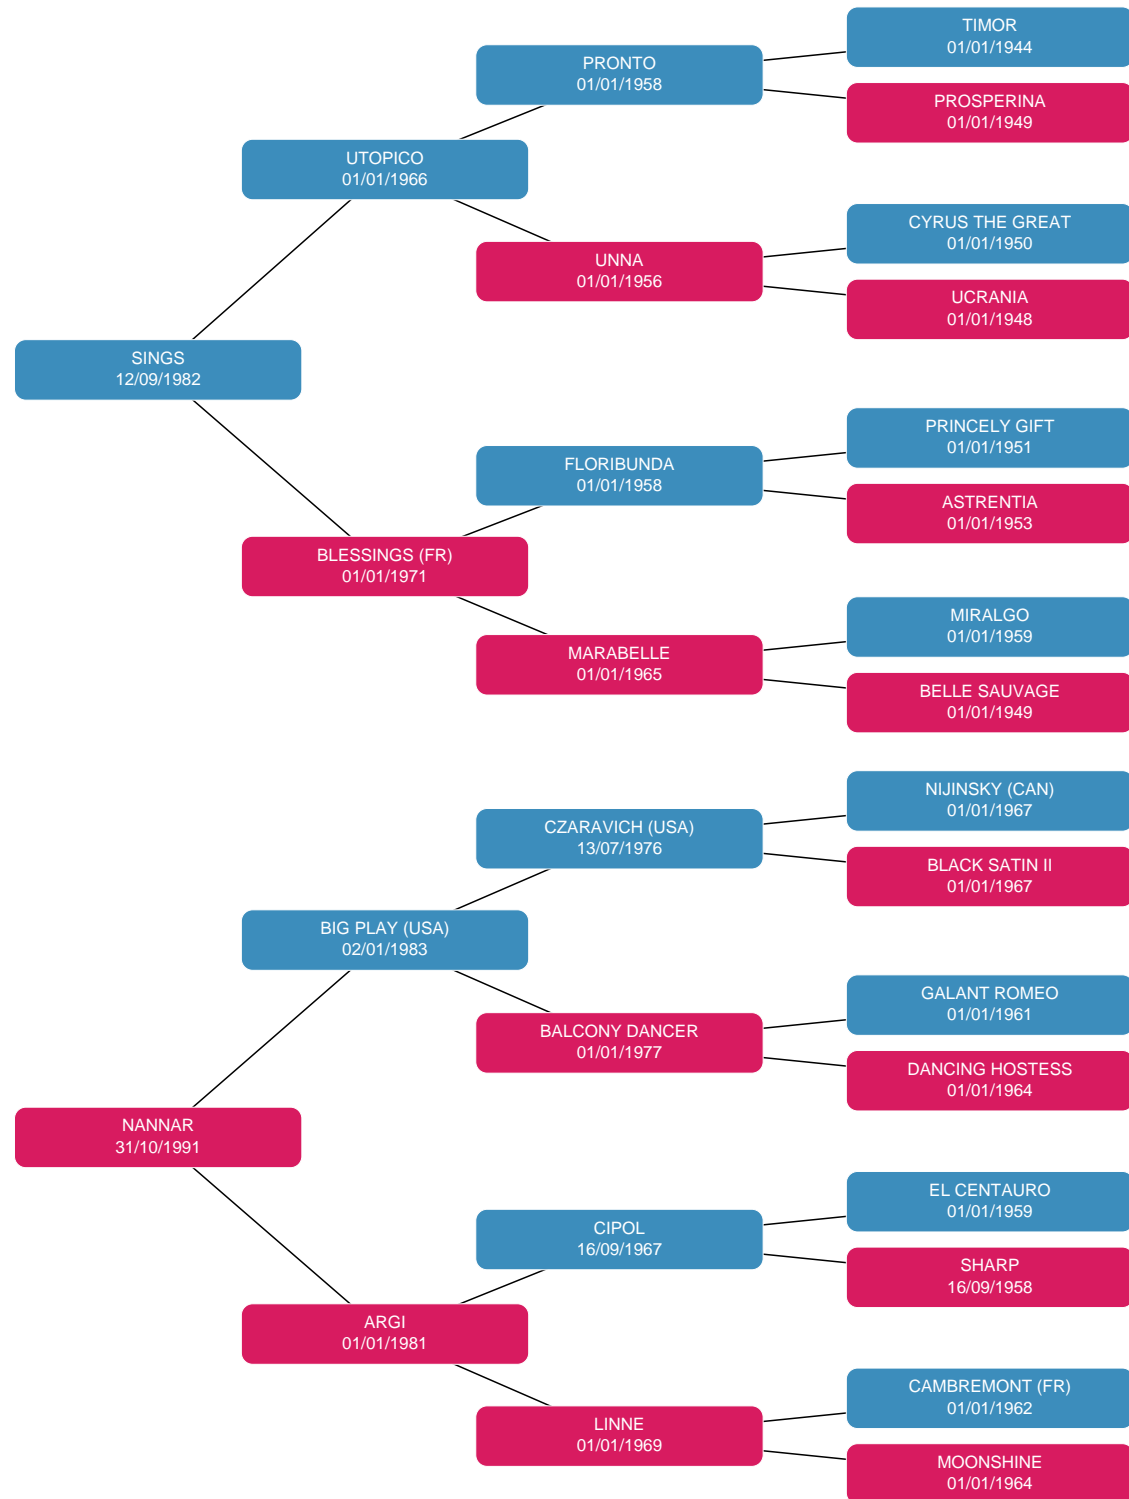 TIMOR
01/01/1944
PRONTO
01/01/1958
PROSPERINA
01/01/1949
UTOPICO
01/01/1966
CYRUS THE GREAT
01/01/1950
UNNA
01/01/1956
UCRANIA
01/01/1948
SINGS
12/09/1982
PRINCELY GIFT
01/01/1951
FLORIBUNDA
01/01/1958
ASTRENTIA
01/01/1953
BLESSINGS (FR)
01/01/1971
MIRALGO
01/01/1959
MARABELLE
01/01/1965
BELLE SAUVAGE
01/01/1949
NIJINSKY (CAN)
01/01/1967
CZARAVICH (USA)
13/07/1976
BLACK SATIN II
01/01/1967
BIG PLAY (USA)
02/01/1983
GALANT ROMEO
01/01/1961
BALCONY DANCER
01/01/1977
DANCING HOSTESS
01/01/1964
NANNAR
31/10/1991
EL CENTAURO
01/01/1959
CIPOL
16/09/1967
SHARP
16/09/1958
ARGI
01/01/1981
CAMBREMONT (FR)
01/01/1962
LINNE
01/01/1969
MOONSHINE
01/01/1964